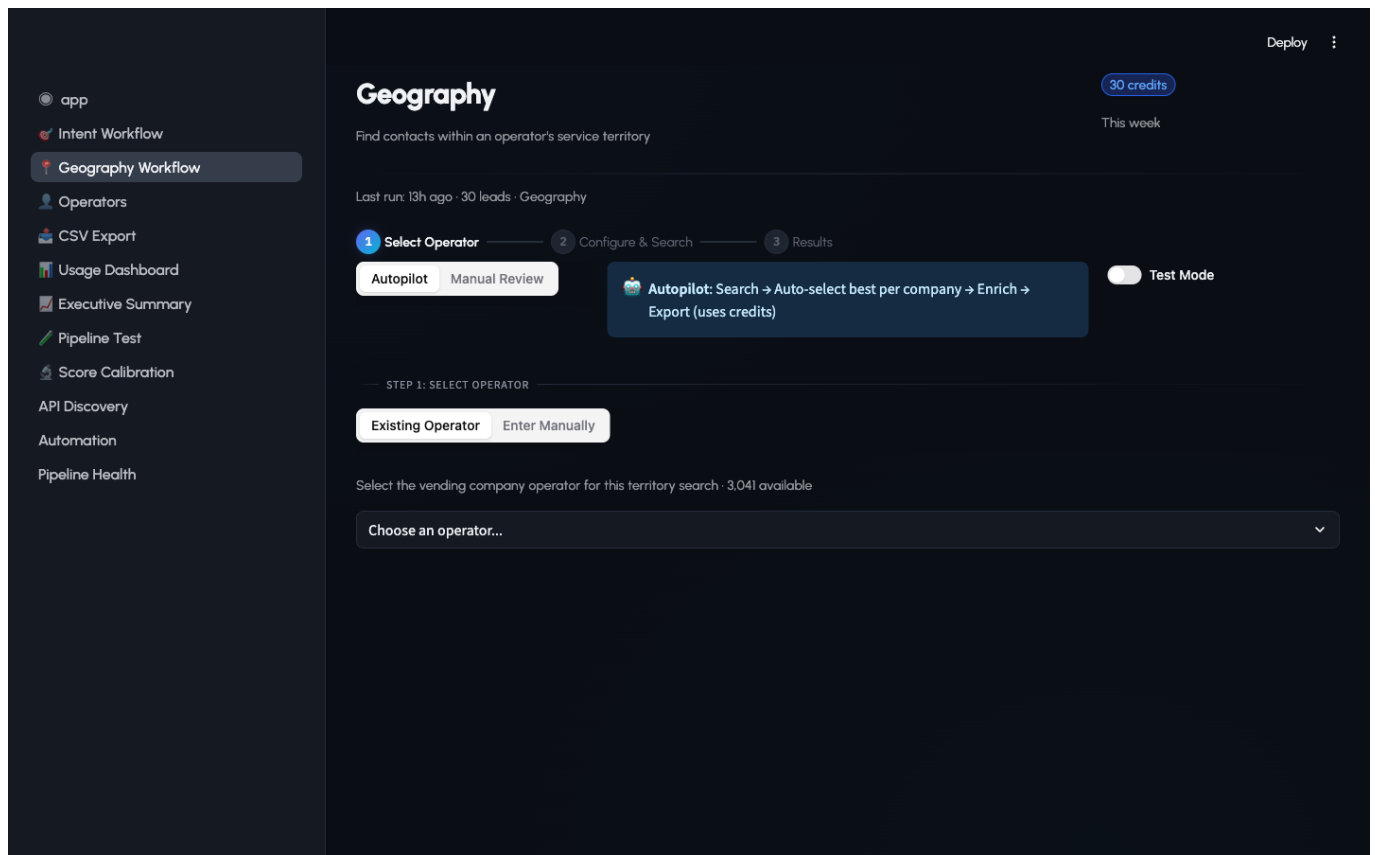 Deploy
app
Intent Workflow
Geography Workflow
Operators
CSV Export
Usage Dashboard
Executive Summary
Pipeline Test
Score Calibration
API Discovery
Automation
Pipeline Health
Geography
30 credits
Find contacts within an operator's service territory
This week
Last run: 13h ago · 30 leads · Geography
1 Select Operator 2 Configure & Search 3 Results
Autopilot Manual Review
Autopilot: Search → Auto-select best per company → Enrich →
Export (uses credits)
Test Mode
STEP 1: SELECT OPERATOR
Existing Operator Enter Manually
Select the vending company operator for this territory search · 3,041 available
Choose an operator...